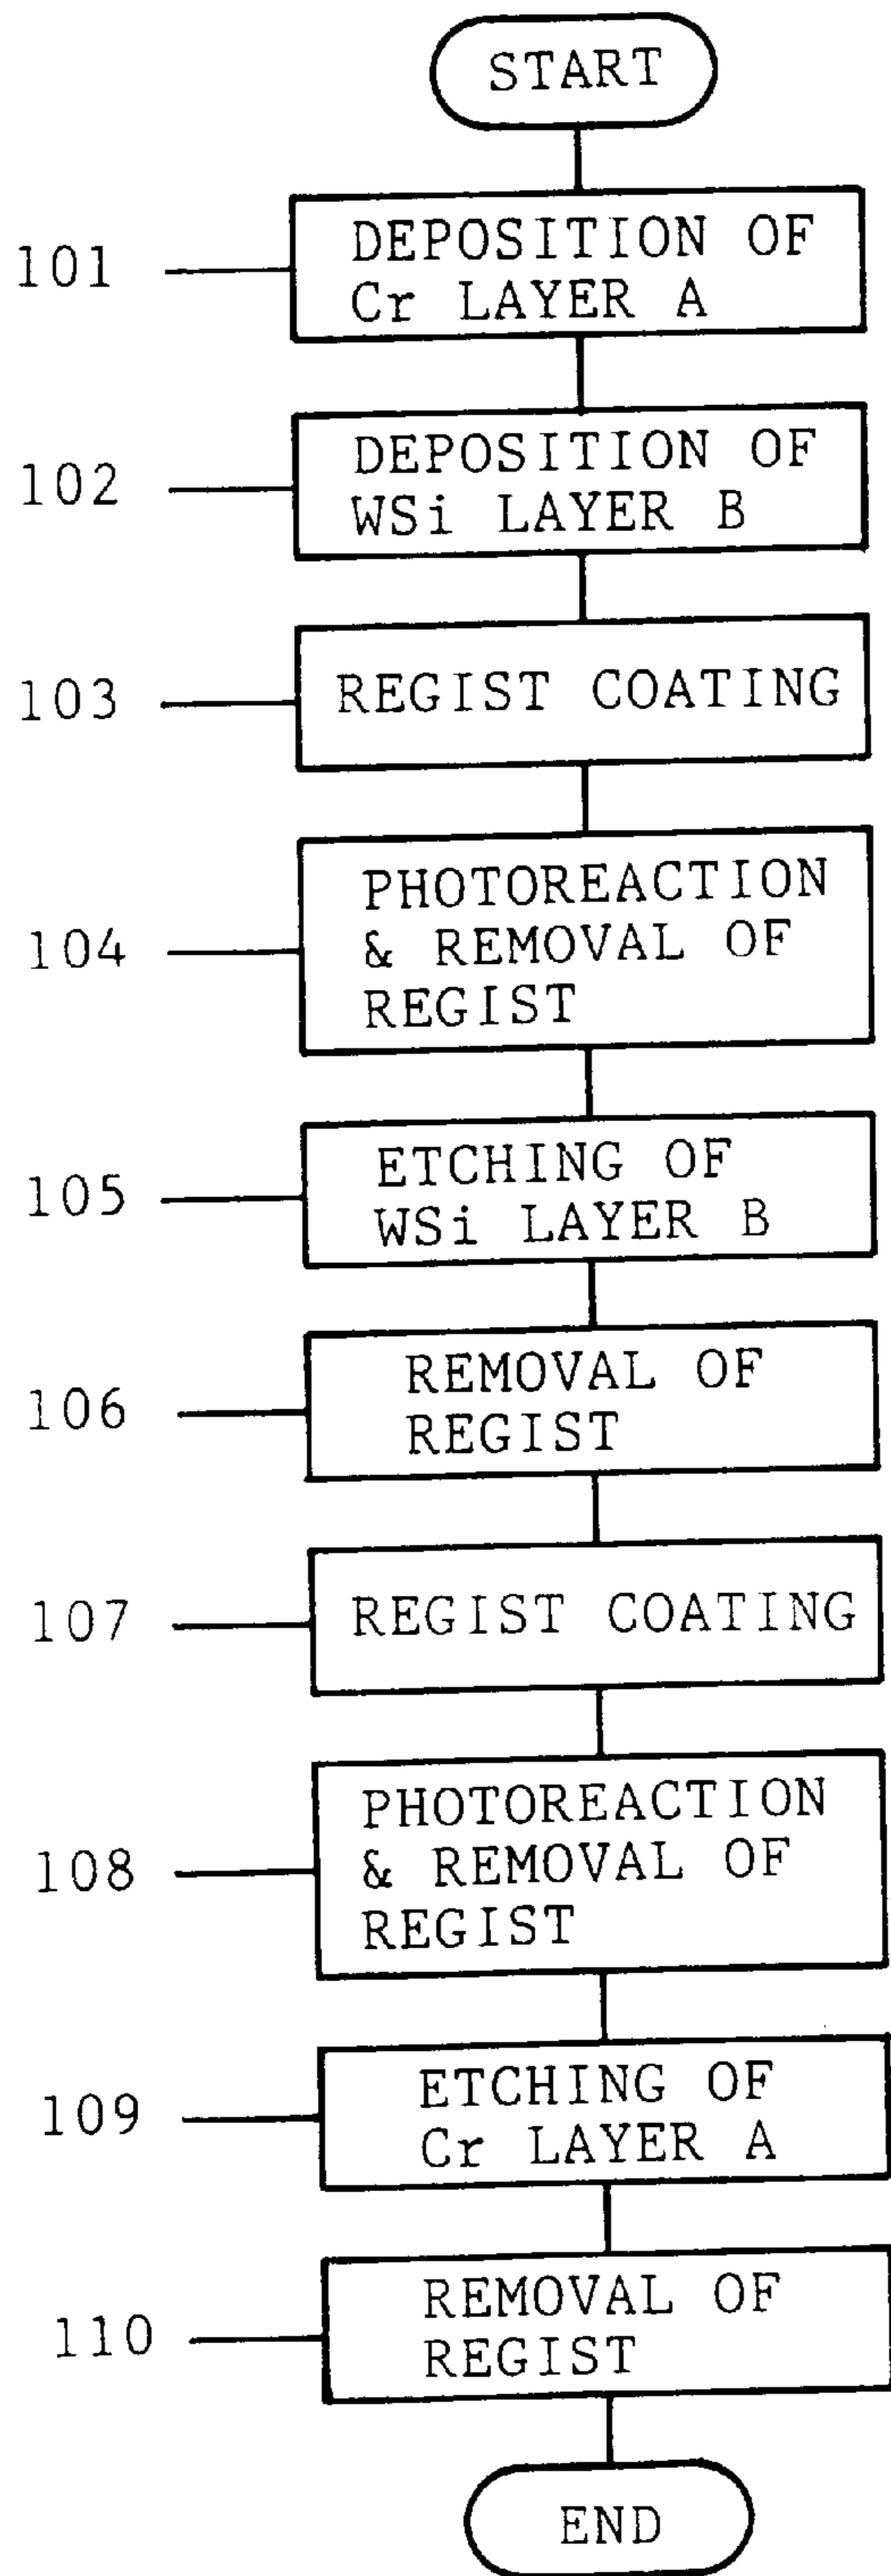 START
101
DEPOSITION OF
Cr LAYER A
102
DEPOSITION OF
WSi LAYER B
103
REGIST COATING
104
PHOTOREACTION
& REMOVAL OF
REGIST
105
ETCHING OF
WSi LAYER B
106
REMOVAL OF
REGIST
107
REGIST COATING
108
PHOTOREACTION
& REMOVAL OF
REGIST
109
ETCHING OF
Cr LAYER A
110
REMOVAL OF
REGIST
END